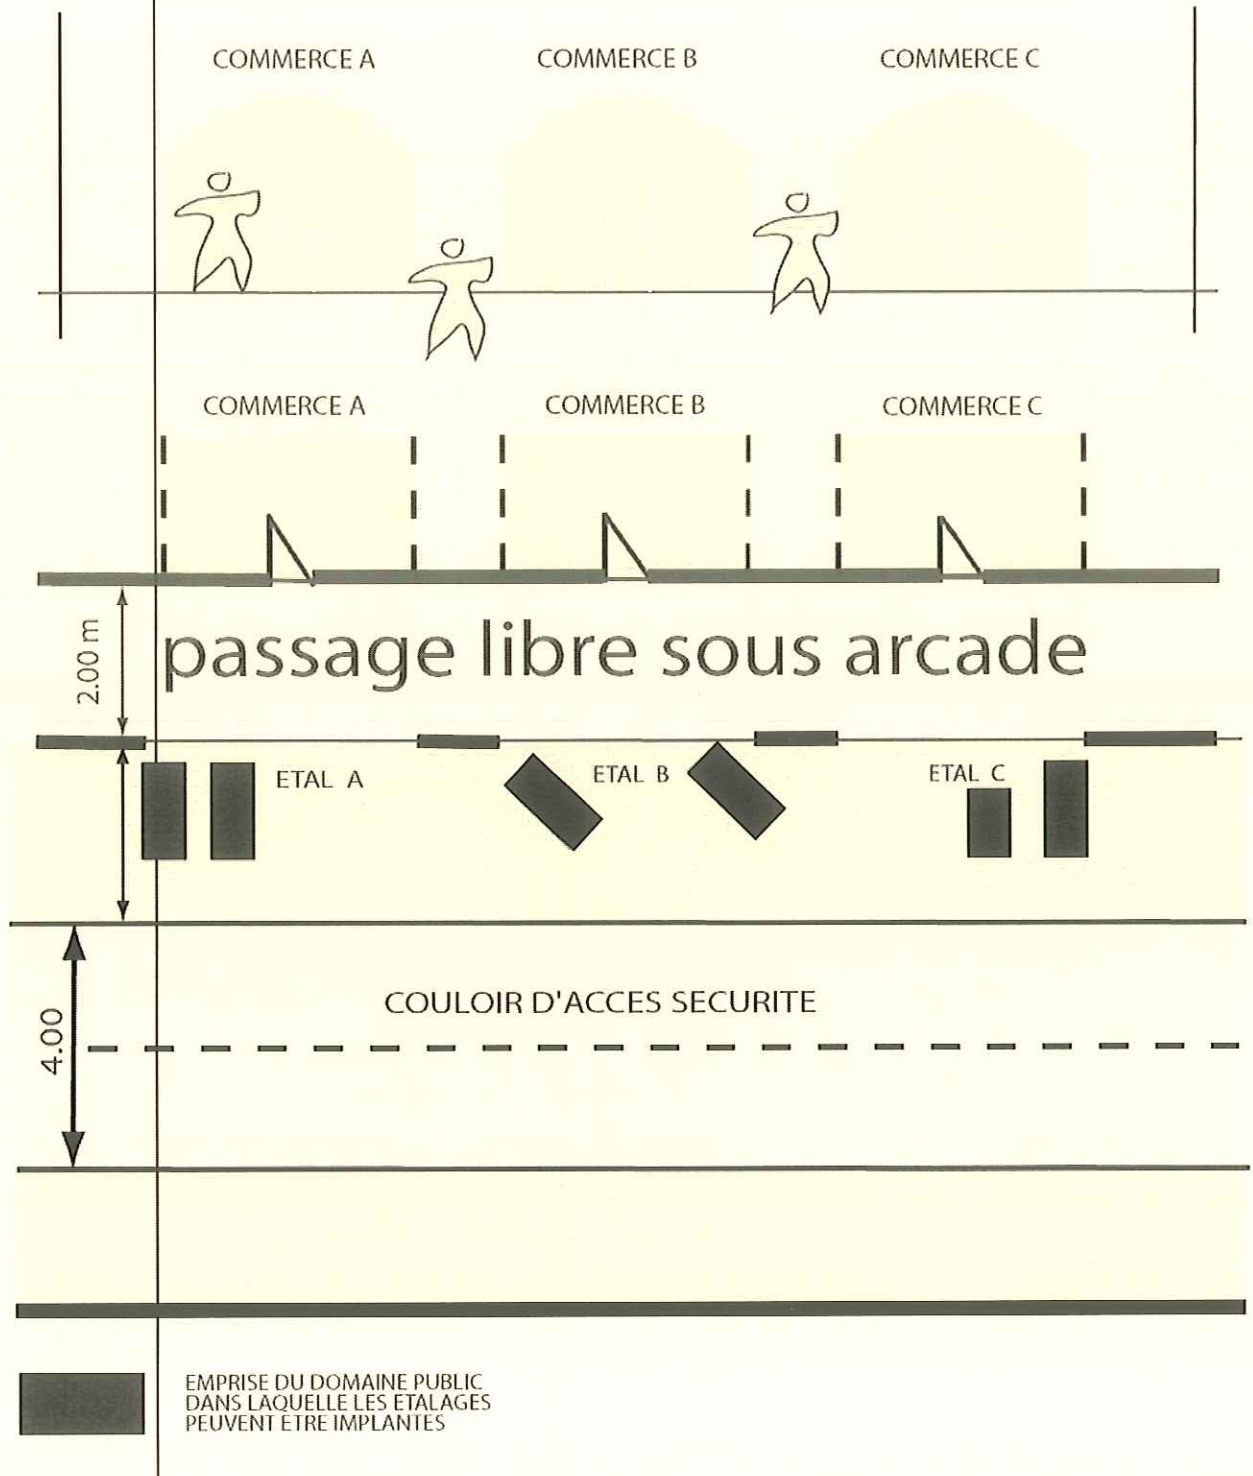 COMMERCE A
COMMERCE B
COMMERCE C
COMMERCE A
COMMERCE B
COMMERCE C
2.00 m
passage libre sous arcade
ETAL A
ETAL B
ETAL C
4.00
COULOIR D'ACCES SECURITE
EMPRISE DU DOMAINE PUBLIC
DANS LAQUELLE LES ETALAGES
PEUVENT ETRE IMPLANTES